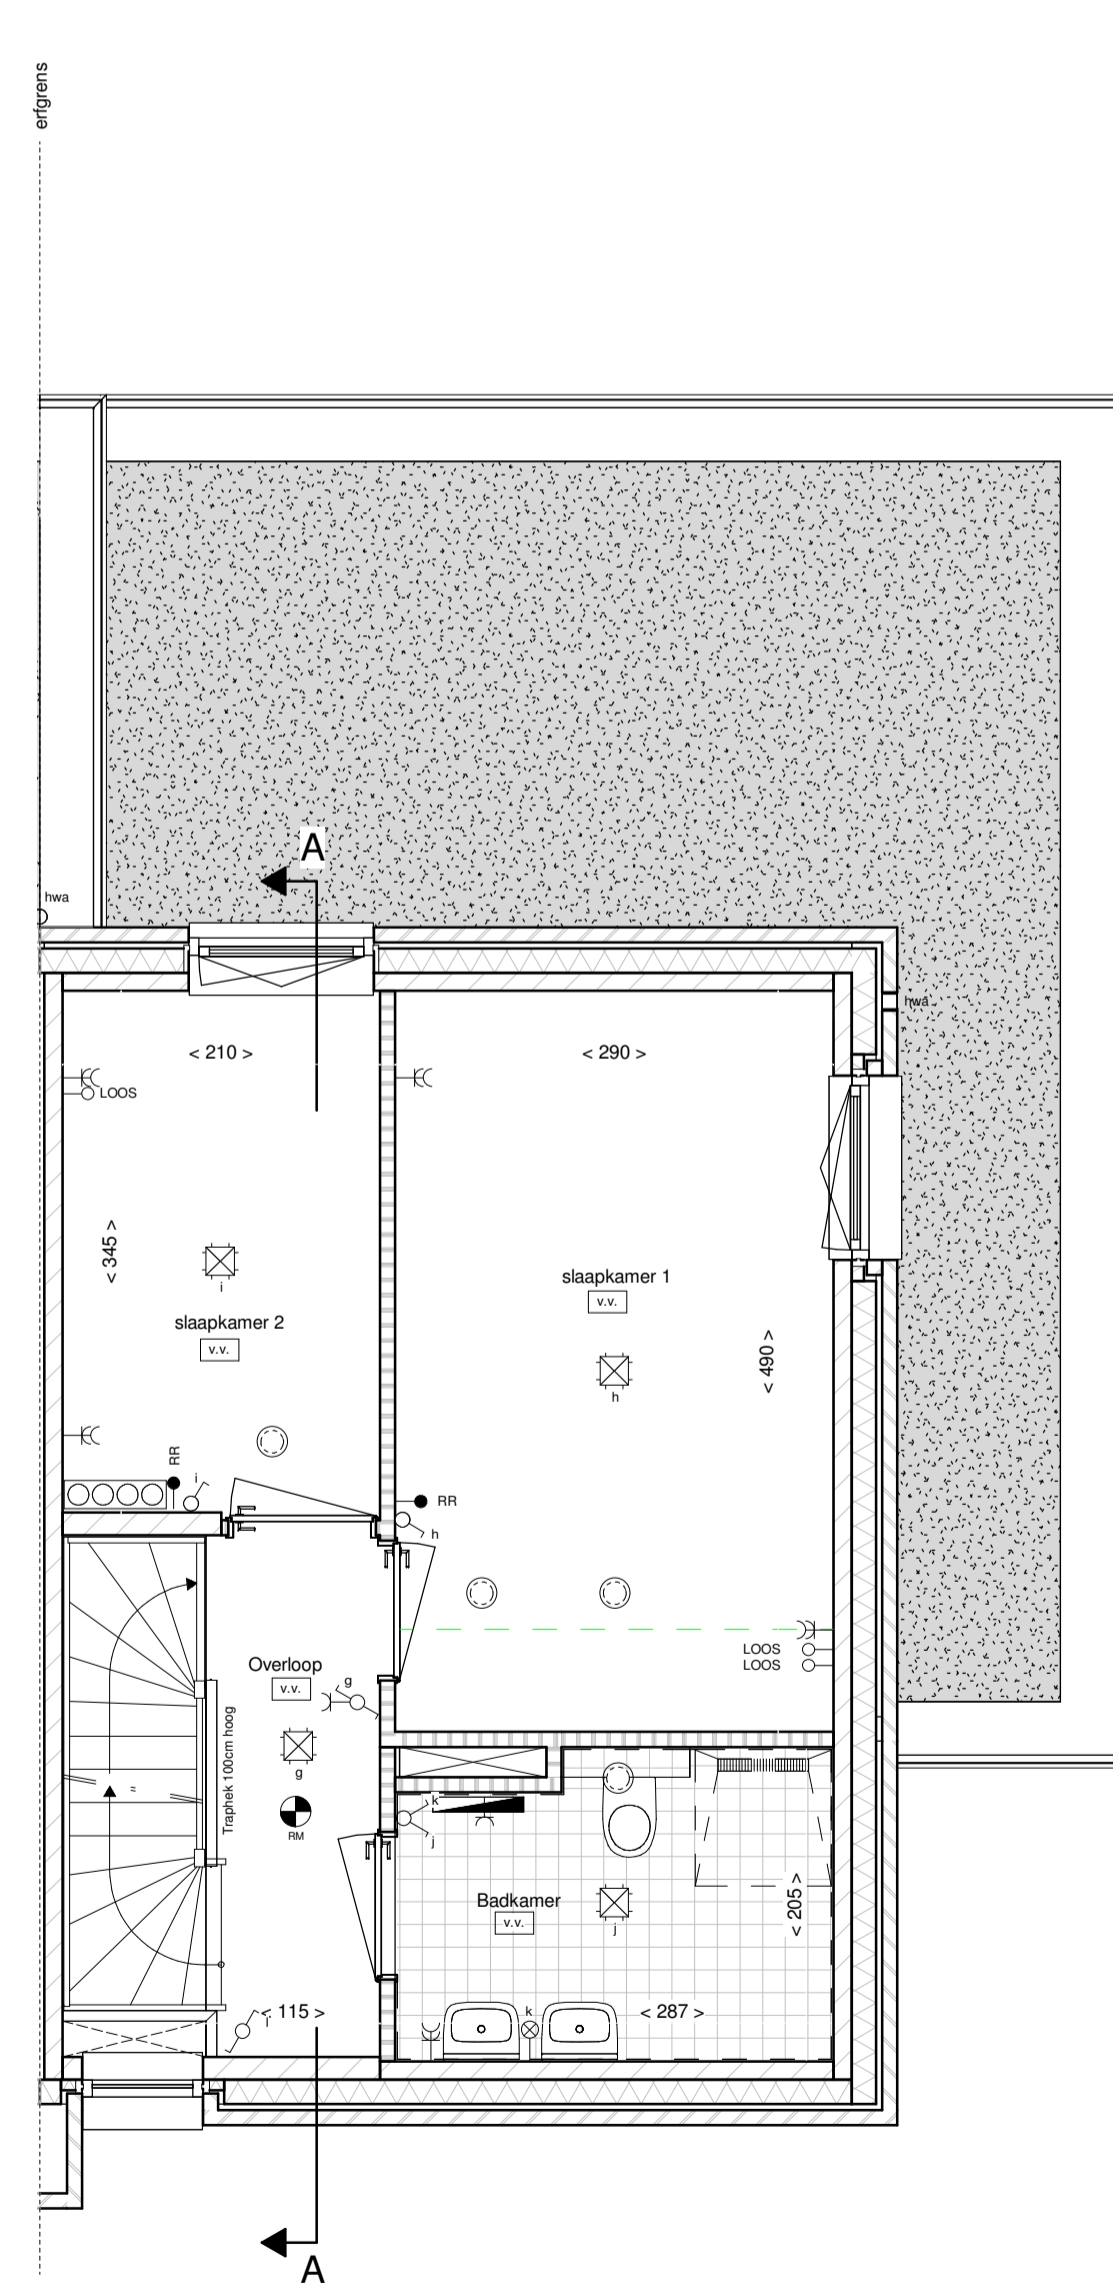 erfgrens
A
hwa
hwa
< 210 >
< 290 >
LOOS
< 345 >
i
slaapkamer 2
v.v.
slaapkamer 1
v.v.
< 490 >
h
RR
i
RR
h
LOOS
LOOS
Overloop
v.v.
g
g
Traphek 100cm hoog
RM
k
j
Badkamer
v.v.
j
< 205 >
k
< 287 >
< 115 >
i
A